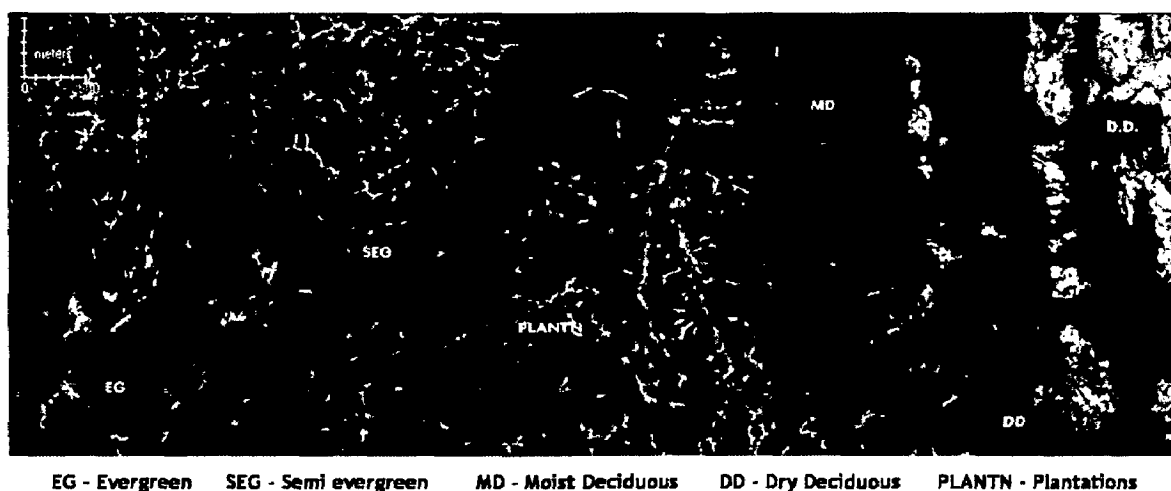 meters
0
MD
D.D.
SEG
PLANTN
EG
DD
EG - Evergreen SEG - Semi evergreen MD - Moist Deciduous DD - Dry Deciduous PLANTN - Plantations